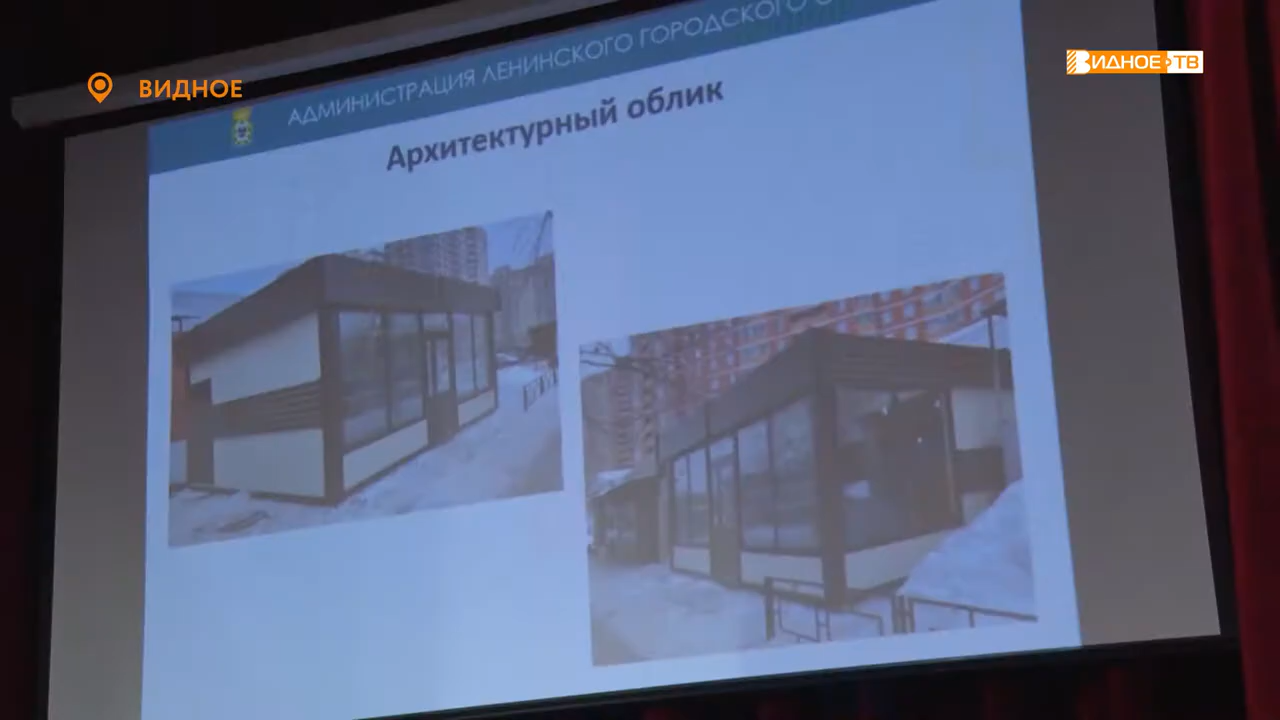 ВИДНОЕ
ВИДНОЕ·ТВ
АДМИНИСТРАЦИЯ ЛЕНИНСКОГО ГОРОДСКОГО
Архитектурный облик